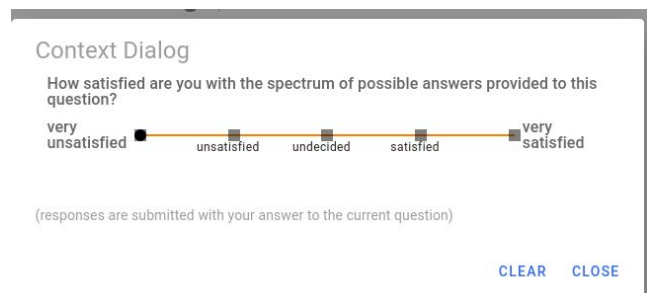 Context Dialog
How satisfied are you with the spectrum of possible answers provided to this
question?
very
unsatisfied
unsatisfied
undecided
satisfied
very
satisfied
(responses are submitted with your answer to the current question)
CLEAR
CLOSE